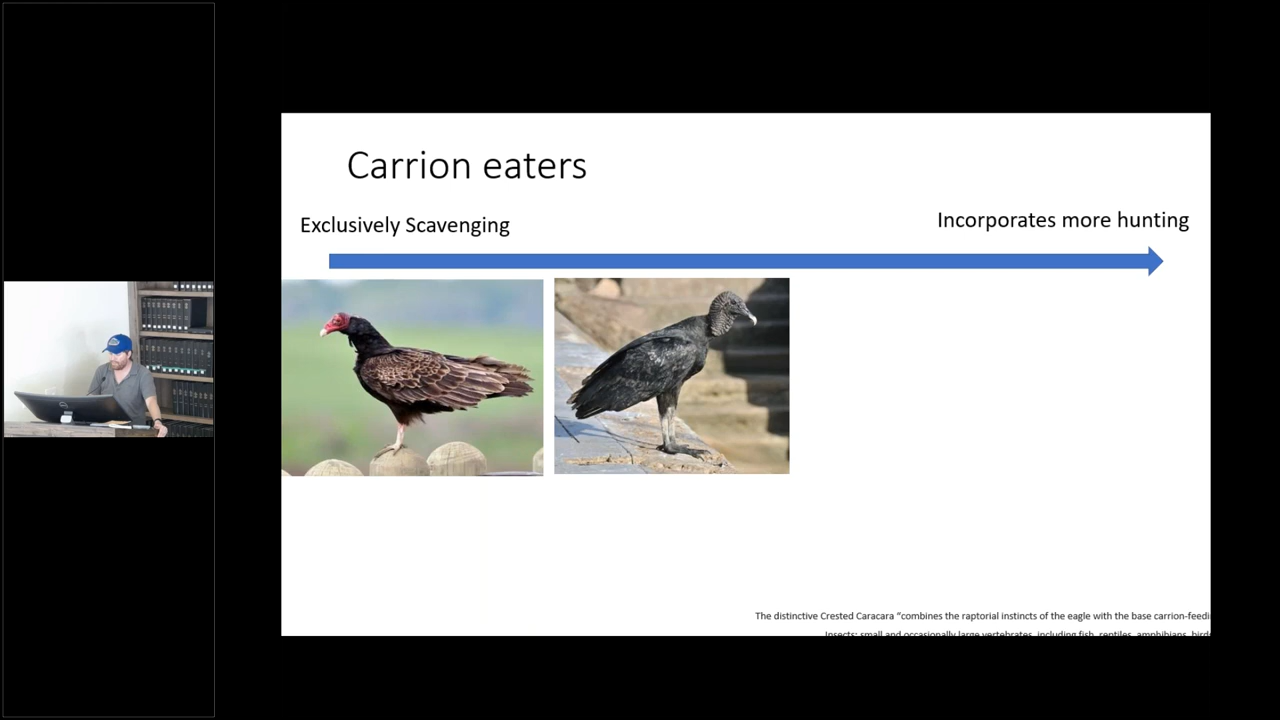 Carrion eaters
Exclusively Scavenging
Incorporates more hunting
The distinctive Crested Caracara “combines the raptorial instincts of the eagle with the base carrion-feedi
Insects; small and occasionally large vertebrates, including fish, reptiles, amphibians, bird